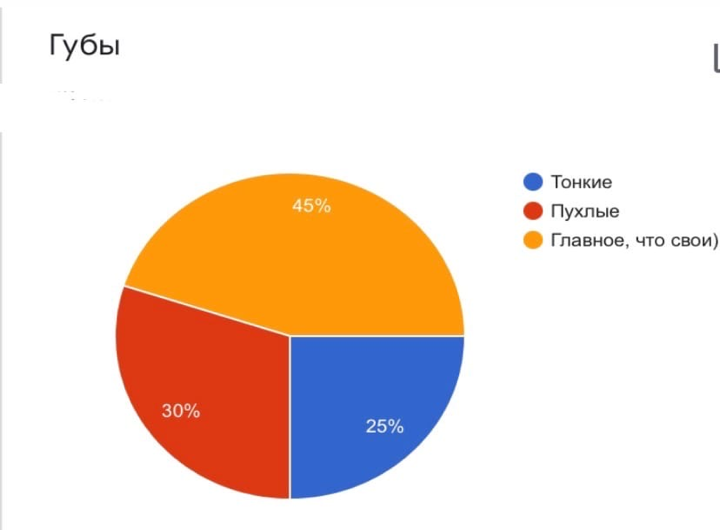 Губы
Тонкие
Пухлые
Главное, что свои)
45%
30%
25%